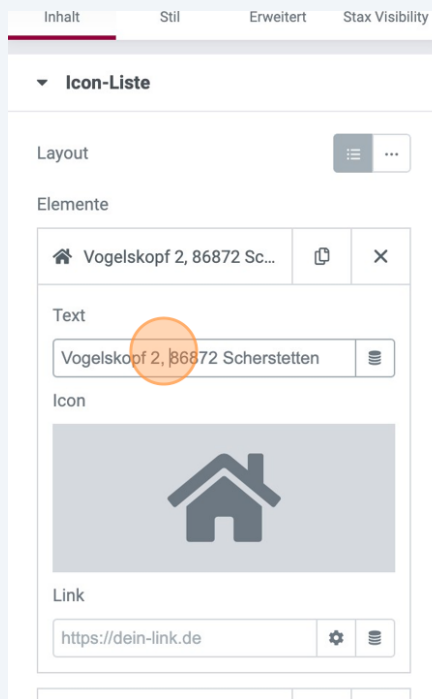 Inhalt Stil Erweitert Stax Visibility
Icon-Liste
Layout
Elemente
Vogelskopf 2, 86872 Sc...
Text
Vogelskopf 2, 86872 Scherstetten
Icon
Link
https://dein-link.de